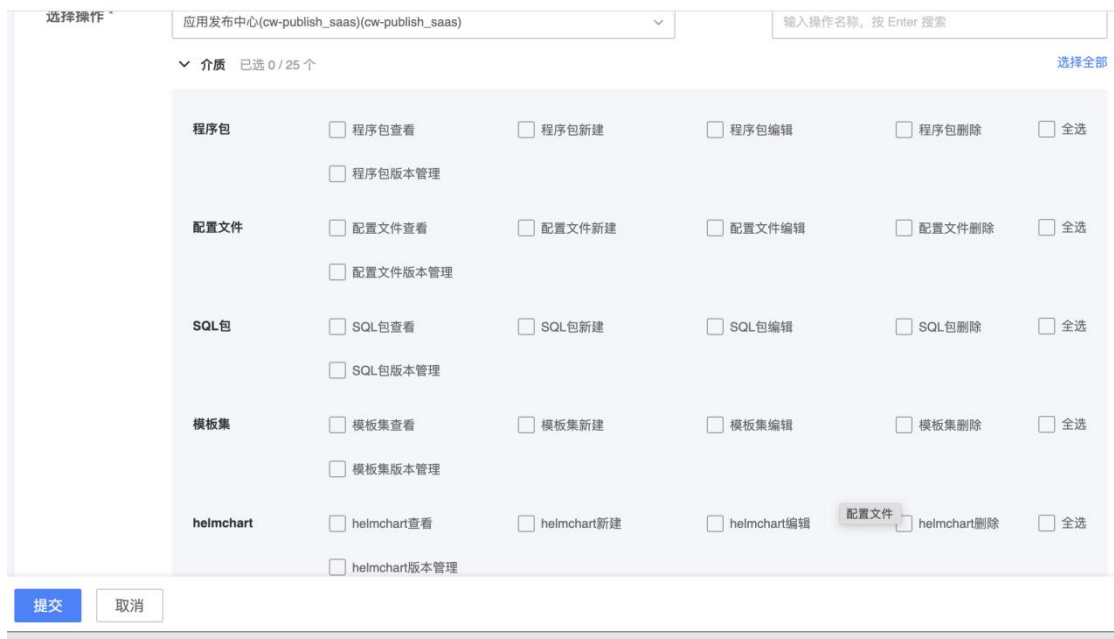 选择操作 *
应用发布中心(cw-publish_saas)(cw-publish_saas)
输入操作名称，按 Enter 搜索
介质 已选 0 / 25 个
选择全部
程序包 程序包查看 程序包新建 程序包编辑 程序包删除 全选
程序包版本管理
配置文件 配置文件查看 配置文件新建 配置文件编辑 配置文件删除 全选
配置文件版本管理
SQL包 SQL包查看 SQL包新建 SQL包编辑 SQL包删除 全选
SQL包版本管理
模板集 模板集查看 模板集新建 模板集编辑 模板集删除 全选
模板集版本管理
配置文件
helmchart helmchart查看 helmchart新建 helmchart编辑 helmchart删除 全选
helmchart版本管理
提交 取消